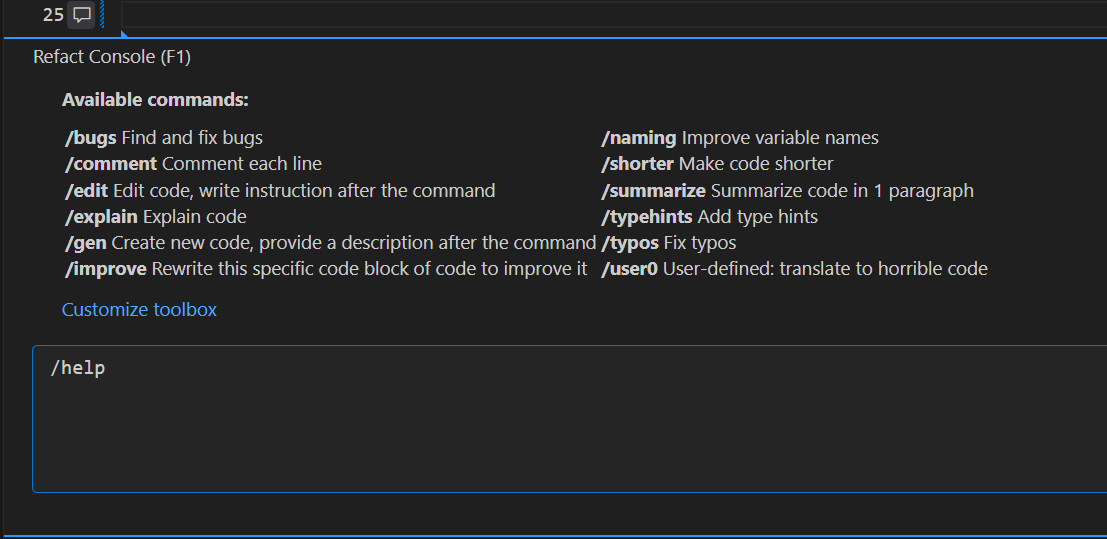 25
Refact Console (F1)
Available commands:
/bugs Find and fix bugs
/comment Comment each line
/edit Edit code, write instruction after the command
/explain Explain code
/gen Create new code, provide a description after the command
/improve Rewrite this specific code block of code to improve it
/naming Improve variable names
/shorter Make code shorter
/summarize Summarize code in 1 paragraph
/typehints Add type hints
/typos Fix typos
/user0 User-defined: translate to horrible code
Customize toolbox
/help